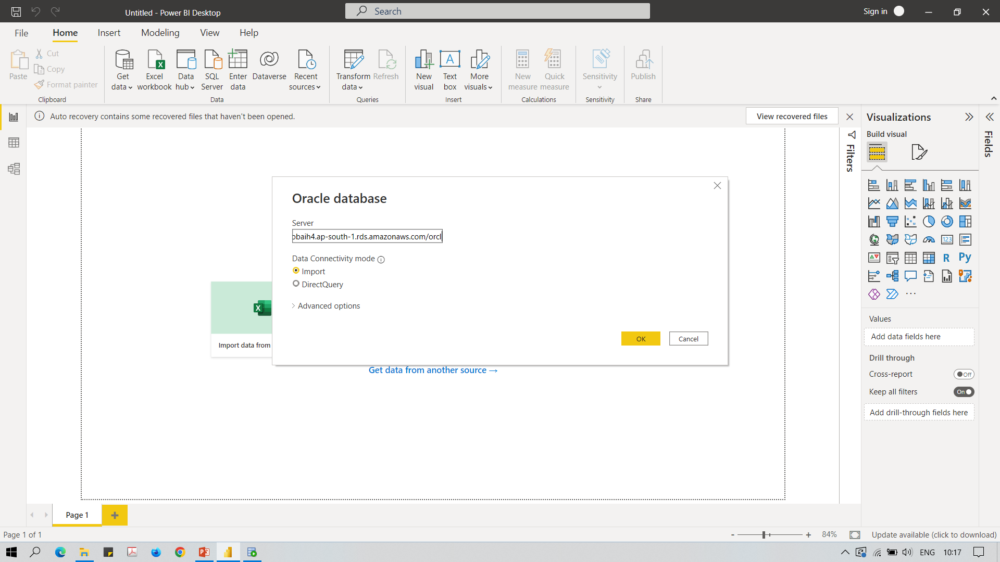 Untitled - Power BI Desktop
Search
Sign in
File Home Insert Modeling View Help
Paste
Cut
Copy
Format painter
Clipboard
Get data
Excel workbook
Data hub
SQL Server
Enter data
Dataverse
Recent sources
Data
Transform data
Refresh
Queries
New visual
Text box
More visuals
Insert
New measure
Quick measure
Calculations
Sensitivity
Sensitivity
Publish
Share
Auto recovery contains some recovered files that haven't been opened.
View recovered files
Filters
Visualizations
Fields
Build visual
Oracle database
Server
obaih4.ap-south-1.rds.amazonaws.com/orcl
Data Connectivity mode
Import
DirectQuery
Advanced options
OK
Cancel
Import data from
Get data from another source →
123
R
Py
...
Values
Add data fields here
Drill through
Cross-report
Off
Keep all filters
On
Add drill-through fields here
Page 1
+
Page 1 of 1
- + 84%
Update available (click to download)
ENG
10:17